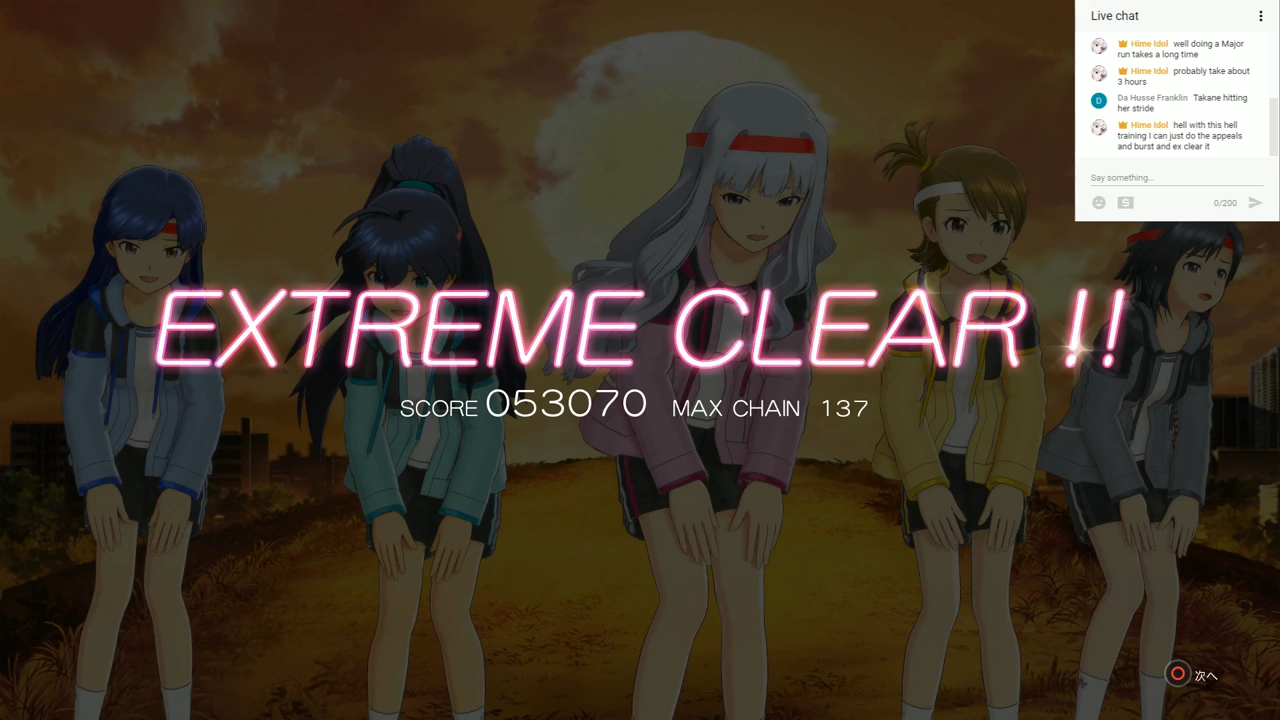 Live chat
Hime Idol well doing a Major
run takes a long time
Hime Idol probably take about
3 hours
D Da Husse Franklin Takane hitting
her stride
Hime Idol hell with this hell
training I can just do the appeals
and burst and ex clear it
Say something...
S 0/200
EXTREME CLEAR !!
SCORE 053070 MAX CHAIN 137
次へ